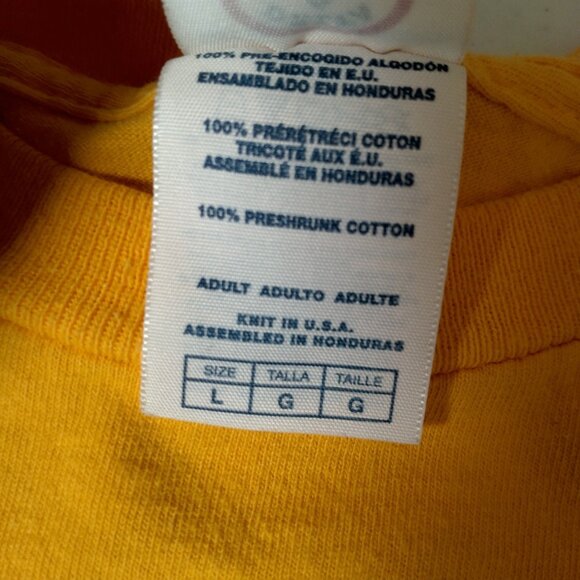 100% PRE-ENCOGIDO ALGODÓN
TEJIDO EN E.U.
ENSAMBLADO EN HONDURAS
100% PRÉRÉTRÉCI COTON
TRICOTÉ AUX É.U.
ASSEMBLÉ EN HONDURAS
100% PRESHRUNK COTTON
ADULT ADULTO ADULTE
KNIT IN U.S.A.
ASSEMBLED IN HONDURAS
SIZE TALLA TAILLE
L G G